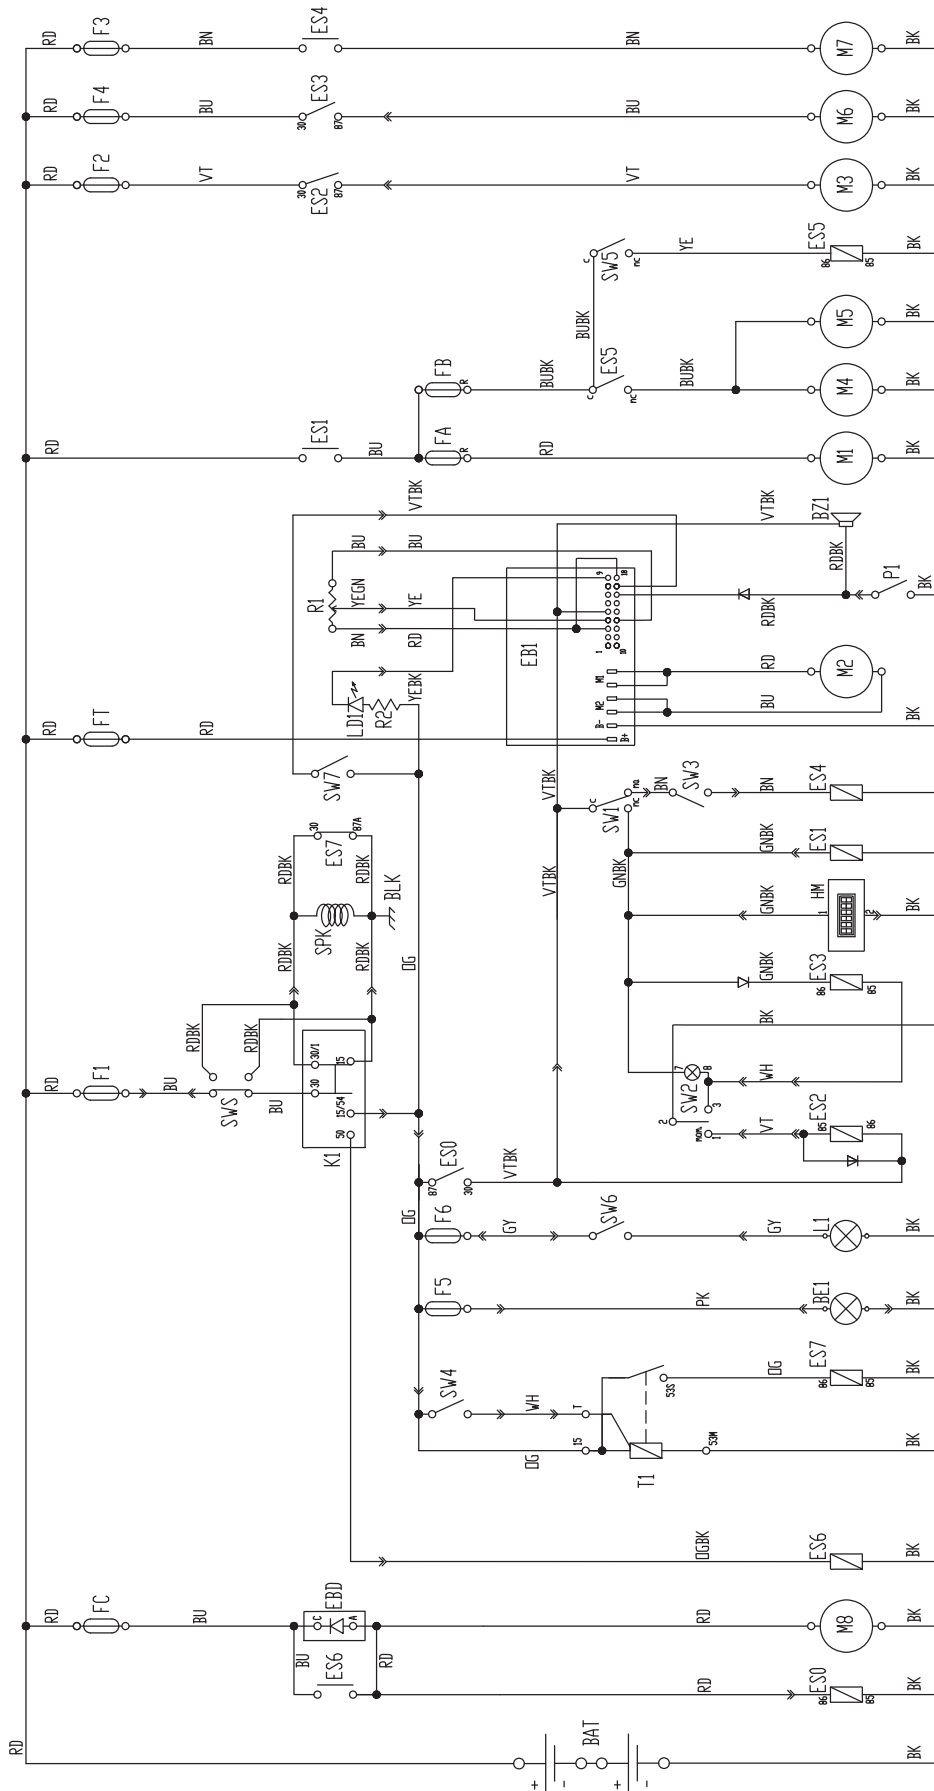 RD
RD
F3
BN
ES4
BN
M7
BK
RD
F4
BU
30
ES3
87
BU
M6
BK
RD
F2
VT
30
ES2
87
VT
M3
BK
c
SW5
nc
YE
86
ES5
85
BK
BUBK
M5
BK
FB
R
BUBK
c
ES5
nc
BUBK
M4
BK
RD
ES1
BU
FA
R
RD
M1
BK
VTBK
VTBK
BZ1
BU
BU
R1
YEGN
YE
BN
RD
RDBK
RDBK
P1
BK
9
18
1
10
EB1
M1
M2
B-
B+
LD1
R2
YEBK
RD
BU
M2
BK
RD
FT
RD
SW7
VTBK
VTBK
c
SW1
no
nc
BN
SW3
BN
ES4
BK
RDBK
30
ES7
87A
RDBK
GNBK
GNBK
ES1
SPK
BLK
GNBK
1
HM
2
BK
RDBK
RDBK
OG
GNBK
86
ES3
85
RDBK
RDBK
BK
RD
F1
BU
SWS
BU
30/1
30
15
15/54
50
K1
7
8
SW2
2
3
mom.
1
WH
VT
85
ES2
86
87
ES0
30
VTBK
OG
F6
GY
SW6
GY
L1
BK
F5
PK
BE1
BK
SW4
WH
T
53S
OG
86
ES7
85
BK
OG
15
T1
53M
BK
OGBK
ES6
BK
RD
FC
BU
C
EBD
A
RD
M8
BK
BU
ES6
RD
RD
86
ES0
85
BK
+
-
BAT
+
-
BK